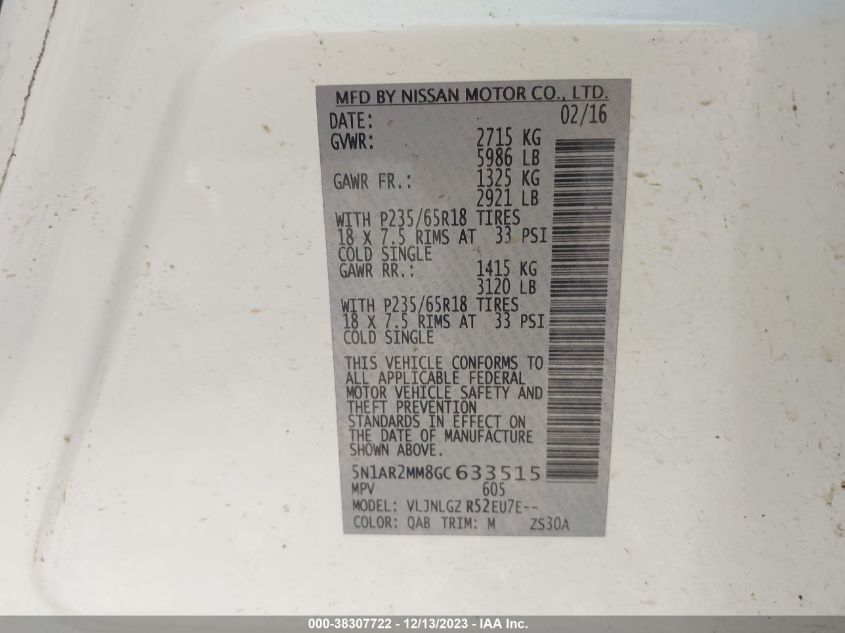 MFD BY NISSAN MOTOR CO., LTD.
DATE: 02/16
GVWR: 2715 KG
5986 LB
GAWR FR.: 1325 KG
2921 LB
WITH P235/65R18 TIRES
18 X 7.5 RIMS AT 33 PSI
COLD SINGLE
GAWR RR.: 1415 KG
3120 LB
WITH P235/65R18 TIRES
18 X 7.5 RIMS AT 33 PSI
COLD SINGLE
THIS VEHICLE CONFORMS TO
ALL APPLICABLE FEDERAL
MOTOR VEHICLE SAFETY AND
THEFT PREVENTION
STANDARDS IN EFFECT ON
THE DATE OF MANUFACTURE
SHOWN ABOVE.
5N1AR2MM8GC 633515
MPV 605
MODEL: VLJNLGZ R52EU7E--
COLOR: QAB TRIM: M ZS30A
000-38307722 - 12/13/2023 - IAAI.COM.